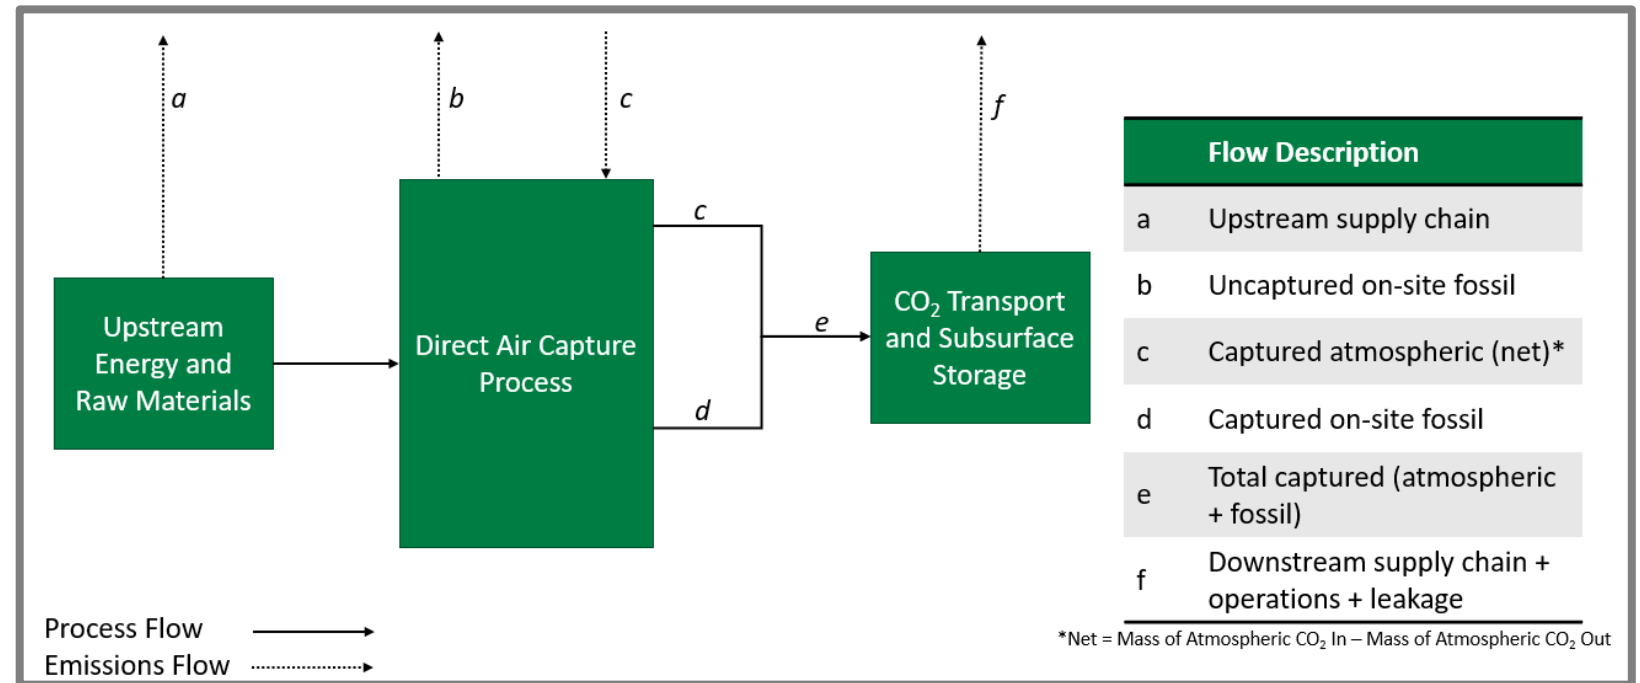 a
b
c
f
Upstream
Energy and
Raw Materials
Direct Air Capture
Process
c
d
e
CO₂ Transport
and Subsurface
Storage
Flow Description
a Upstream supply chain
b Uncaptured on-site fossil
c Captured atmospheric (net)*
d Captured on-site fossil
e Total captured (atmospheric
+ fossil)
f Downstream supply chain +
operations + leakage
*Net = Mass of Atmospheric CO₂ In – Mass of Atmospheric CO₂ Out
Process Flow
Emissions Flow